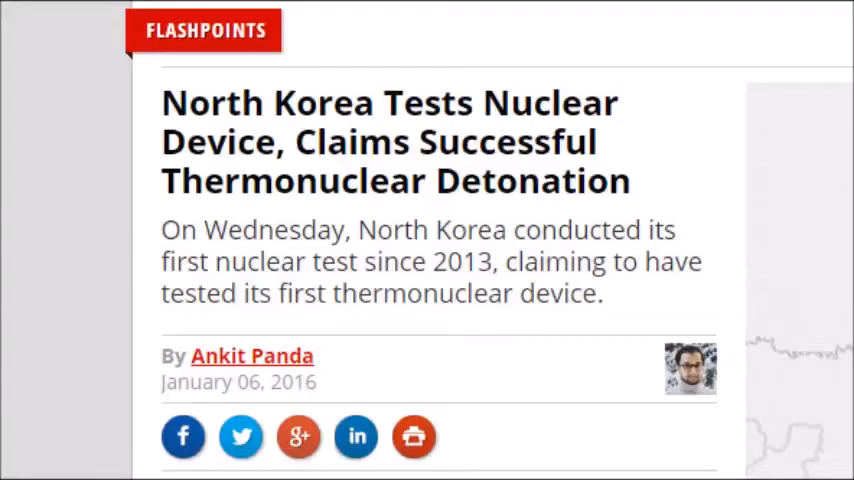 FLASHPOINTS
North Korea Tests Nuclear
Device, Claims Successful
Thermonuclear Detonation
On Wednesday, North Korea conducted its
first nuclear test since 2013, claiming to have
tested its first thermonuclear device.
By Ankit Panda
January 06, 2016
f
g+
in